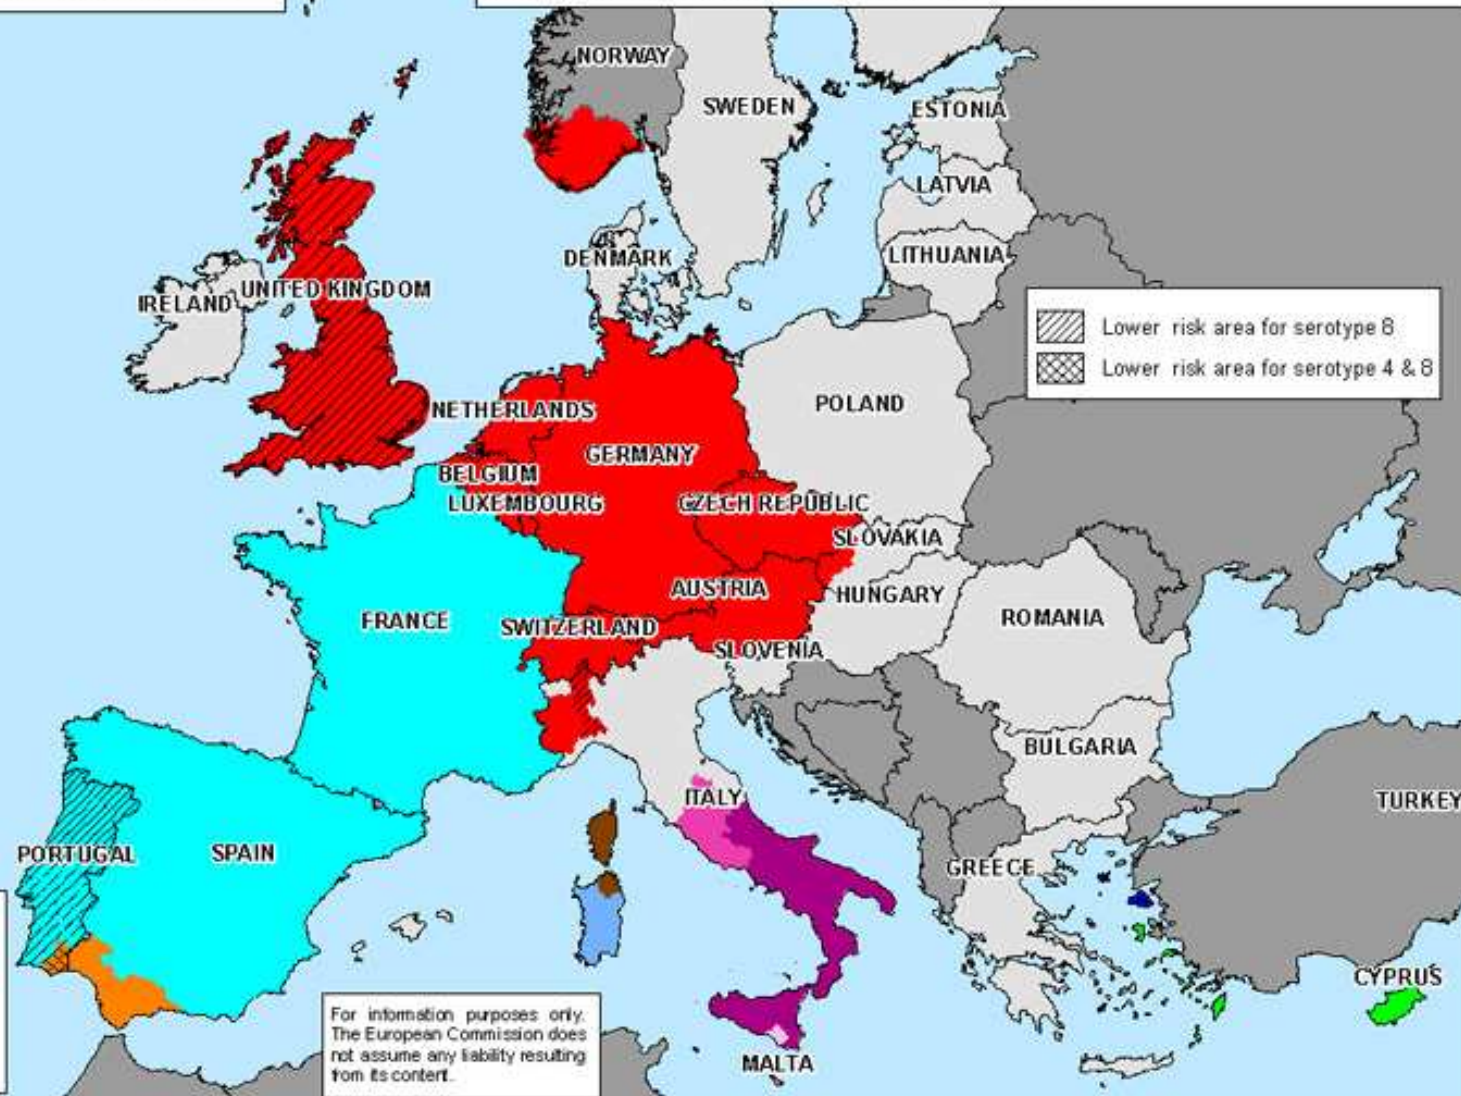 NORWAY
SWEDEN
ESTONIA
LATVIA
DENMARK
LITHUANIA
IRELAND
UNITED KINGDOM
Lower risk area for serotype 8
Lower risk area for serotype 4 & 8
NETHERLANDS
POLAND
GERMANY
BELGIUM
LUXEMBOURG
CZECH REPUBLIC
SLOVAKIA
AUSTRIA
HUNGARY
FRANCE
SWITZERLAND
ROMANIA
SLOVENIA
BULGARIA
ITALY
TURKEY
PORTUGAL
SPAIN
GREECE
CYPRUS
For information purposes only.
The European Commission does
not assume any liability resulting
from its content.
MALTA